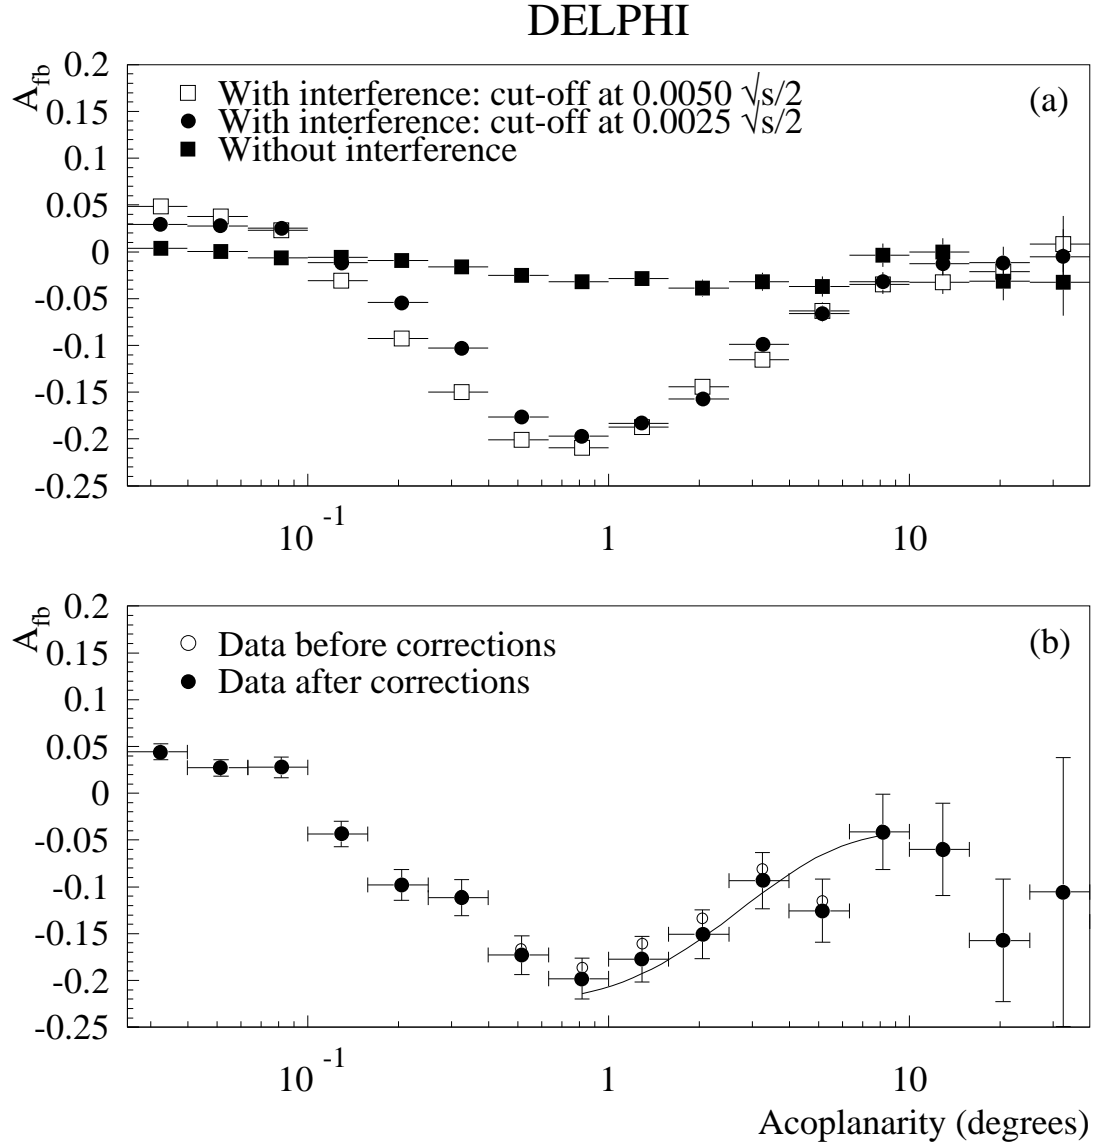 DELPHI
A_fb
0.2
0.15
0.1
0.05
0
-0.05
-0.1
-0.15
-0.2
-0.25
With interference: cut-off at 0.0050 √s/2
With interference: cut-off at 0.0025 √s/2
Without interference
(a)
10^-1
1
10
A_fb
0.2
0.15
0.1
0.05
0
-0.05
-0.1
-0.15
-0.2
-0.25
Data before corrections
Data after corrections
(b)
10^-1
1
10
Acoplanarity (degrees)